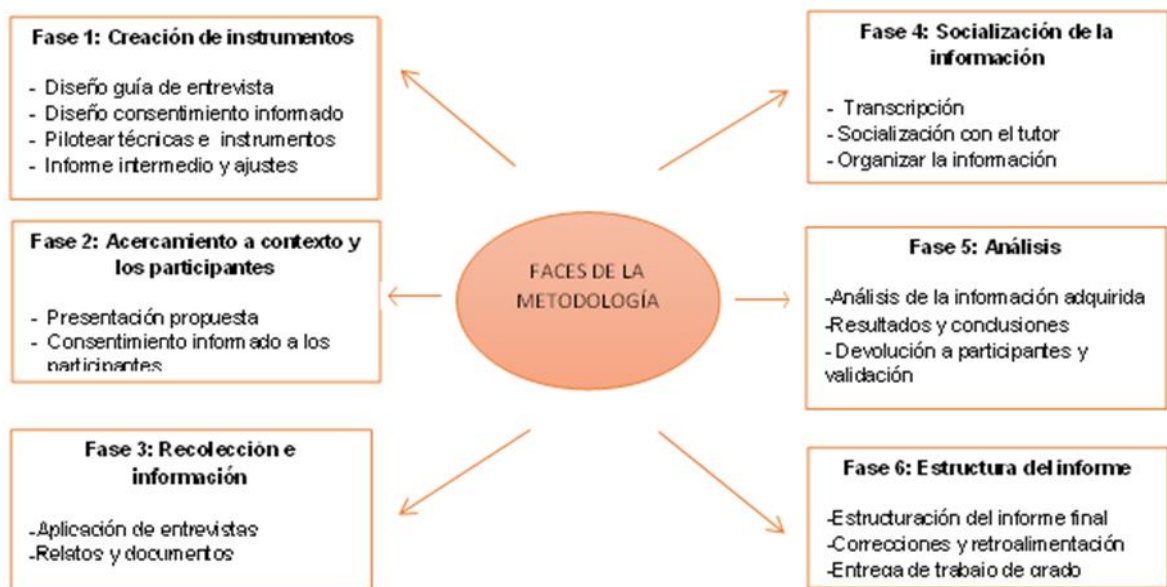 Fase 1: Creación de instrumentos
- Diseño guía de entrevista
- Diseño consentimiento informado
- Pilotear técnicas e instrumentos
- Informe intermedio y ajustes
Fase 2: Acercamiento a contexto y
los participantes
- Presentación propuesta
- Consentimiento informado a los
participantes
Fase 3: Recolección e
información
-Aplicación de entrevistas
-Relatos y documentos
FACES DE LA
METODOLOGÍA
Fase 4: Socialización de la
información
- Transcripción
- Socialización con el tutor
- Organizar la información
Fase 5: Análisis
-Análisis de la información adquirida
-Resultados y conclusiones
- Devolución a participantes y
validación
Fase 6: Estructura del informe
-Estructuración del informe final
-Correcciones y retroalimentación
-Entrega de trabajo de grado